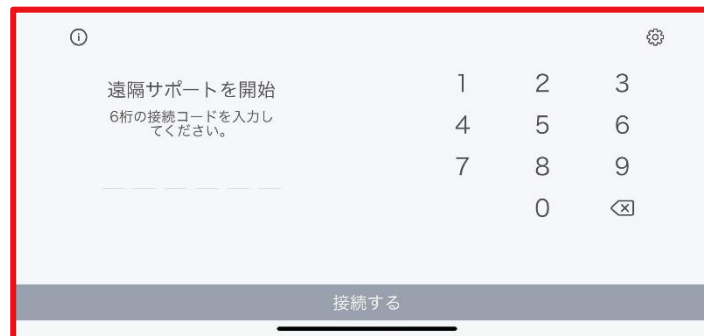 遠隔サポートを開始
6桁の接続コードを入力し
てください。
1 2 3
4 5 6
7 8 9
0
接続する